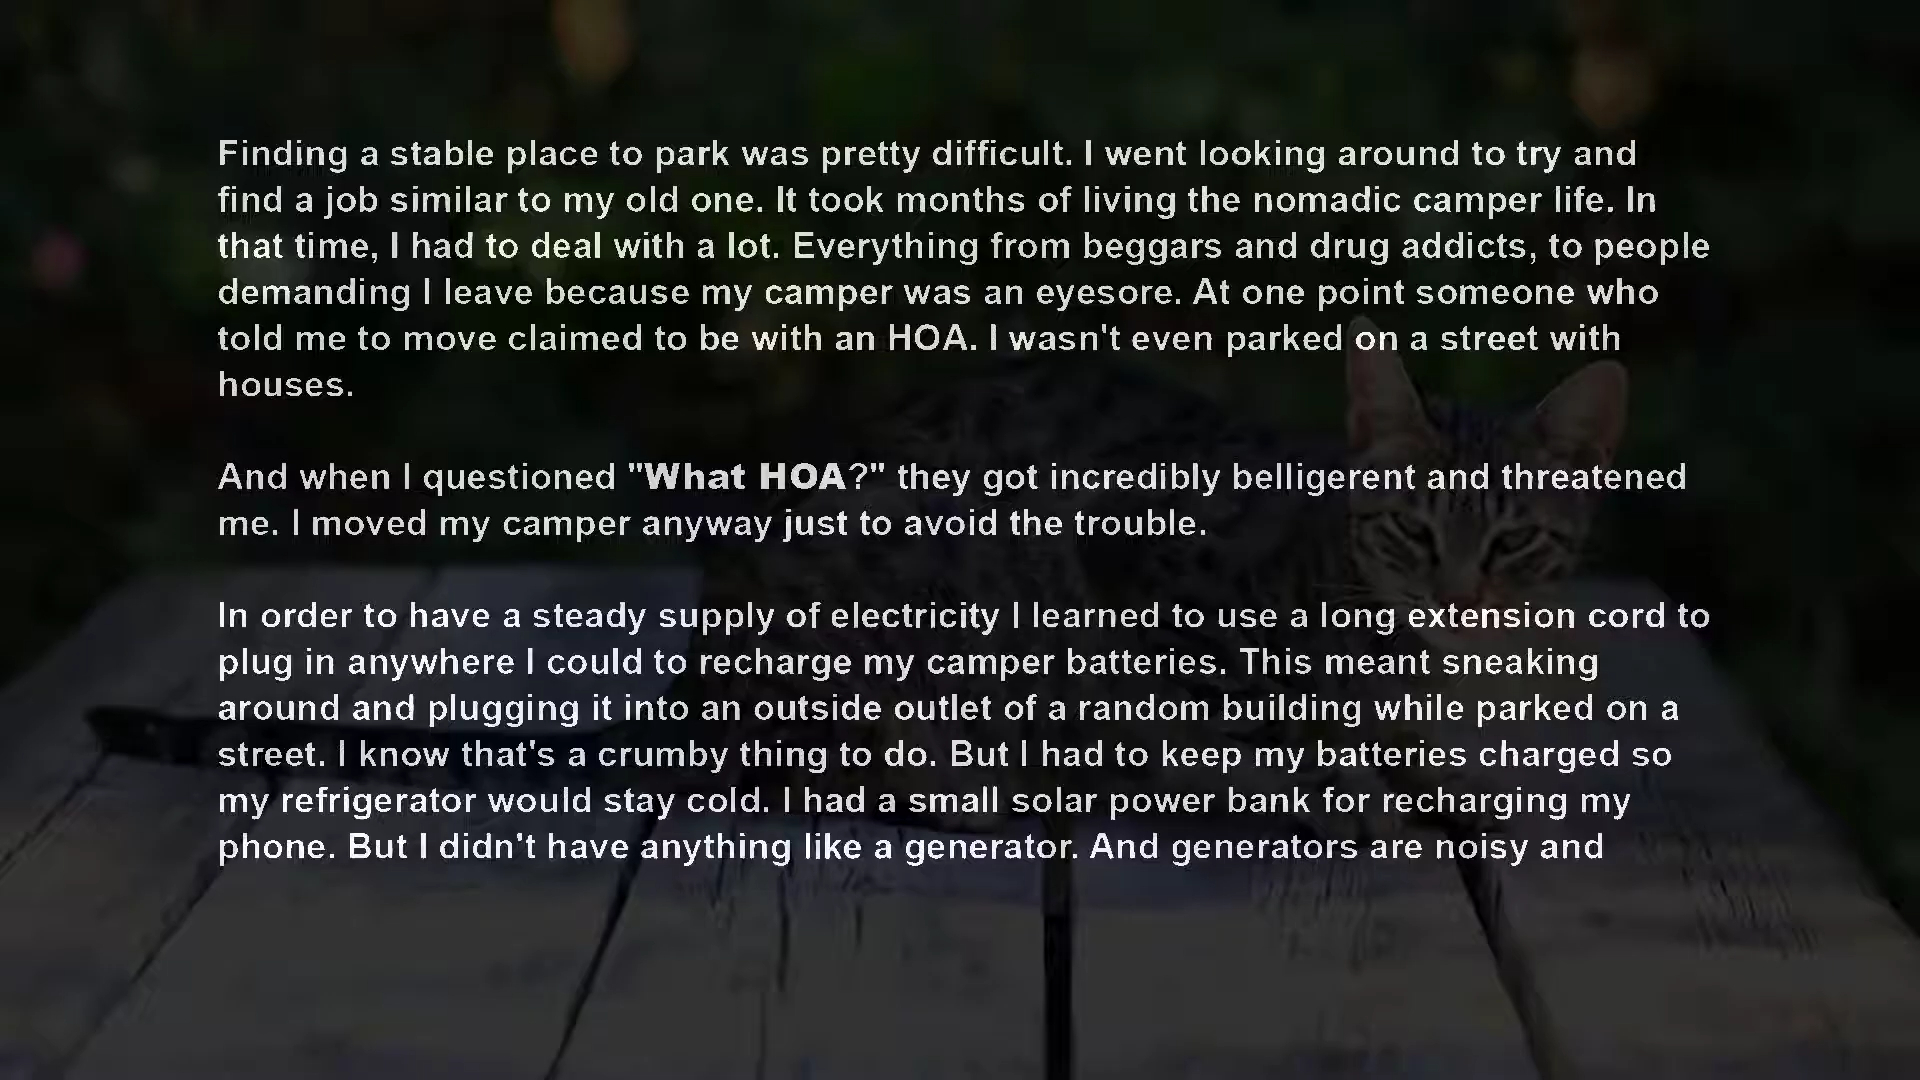 Finding a stable place to park was pretty difficult. I went looking around to try and
find a job similar to my old one. It took months of living the nomadic camper life. In
that time, I had to deal with a lot. Everything from beggars and drug addicts, to people
demanding I leave because my camper was an eyesore. At one point someone who
told me to move claimed to be with an HOA. I wasn't even parked on a street with
houses.
And when I questioned "What HOA?" they got incredibly belligerent and threatened
me. I moved my camper anyway just to avoid the trouble.
In order to have a steady supply of electricity I learned to use a long extension cord to
plug in anywhere I could to recharge my camper batteries. This meant sneaking
around and plugging it into an outside outlet of a random building while parked on a
street. I know that's a crumby thing to do. But I had to keep my batteries charged so
my refrigerator would stay cold. I had a small solar power bank for recharging my
phone. But I didn't have anything like a generator. And generators are noisy and